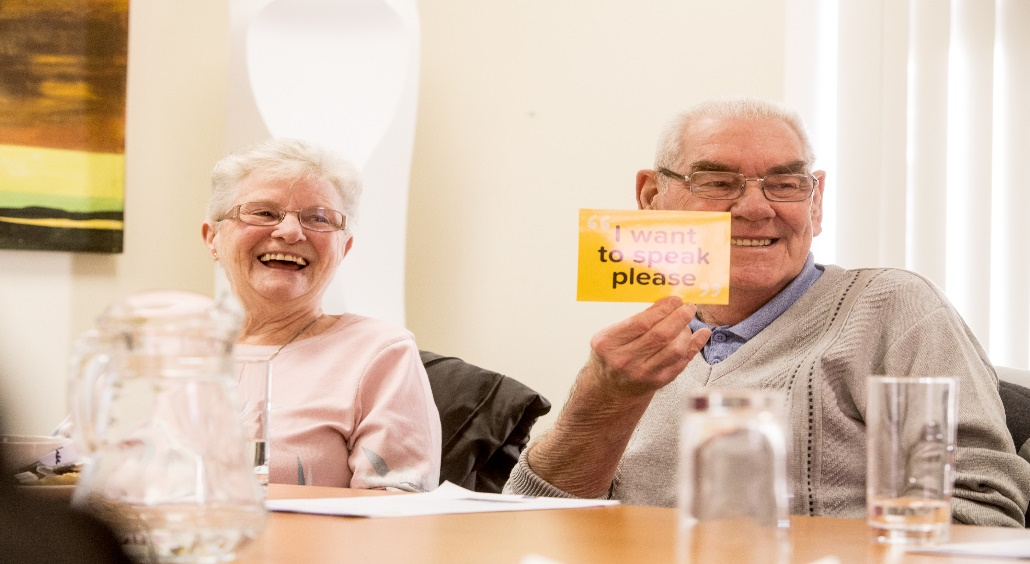 “I want
to speak
please”